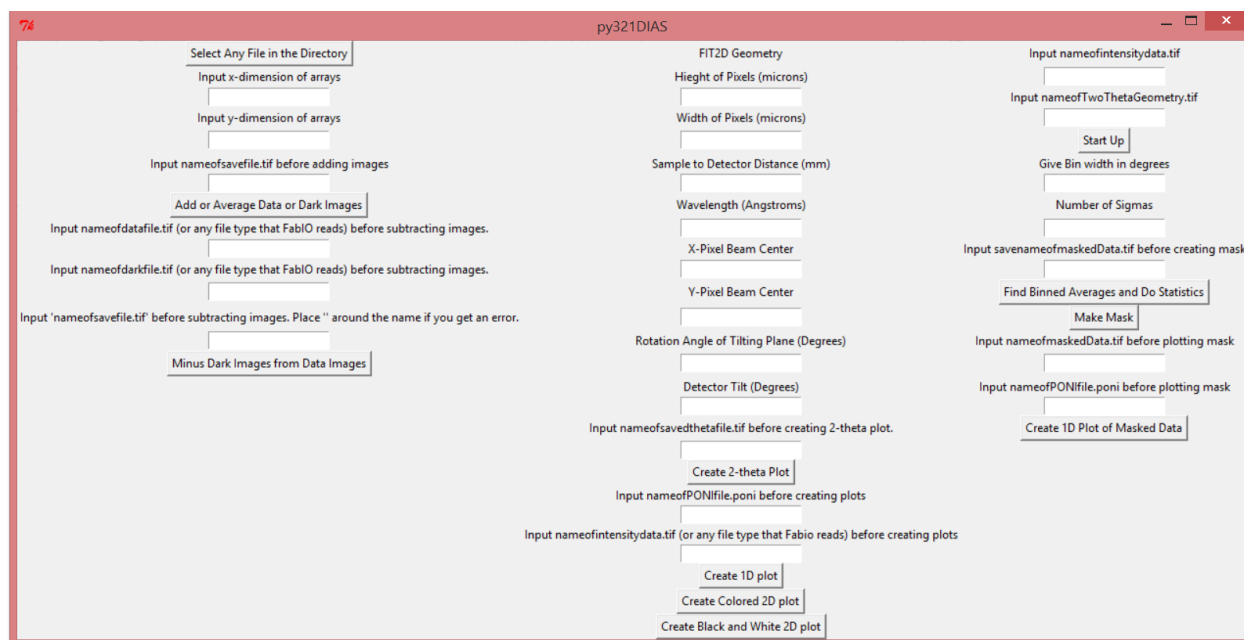 py321DIAS
Select Any File in the Directory
Input x-dimension of arrays
Input y-dimension of arrays
Input nameofsavefile.tif before adding images
Add or Average Data or Dark Images
Input nameofdatafile.tif (or any file type that FabIO reads) before subtracting images.
Input nameofdarkfile.tif (or any file type that FabIO reads) before subtracting images.
Input 'nameofsavefile.tif' before subtracting images. Place '' around the name if you get an error.
Minus Dark Images from Data Images
FIT2D Geometry
Hieght of Pixels (microns)
Width of Pixels (microns)
Sample to Detector Distance (mm)
Wavelength (Angstroms)
X-Pixel Beam Center
Y-Pixel Beam Center
Rotation Angle of Tilting Plane (Degrees)
Detector Tilt (Degrees)
Input nameofsavedthetafile.tif before creating 2-theta plot.
Create 2-theta Plot
Input nameofPONIfile.poni before creating plots
Input nameofintensitydata.tif (or any file type that Fabio reads) before creating plots
Create 1D plot
Create Colored 2D plot
Create Black and White 2D plot
Input nameofintensitydata.tif
Input nameofTwoThetaGeometry.tif
Start Up
Give Bin width in degrees
Number of Sigmas
Input savenameofmaskedData.tif before creating mask
Find Binned Averages and Do Statistics
Make Mask
Input nameofmaskedData.tif before plotting mask
Input nameofPONIfile.poni before plotting mask
Create 1D Plot of Masked Data